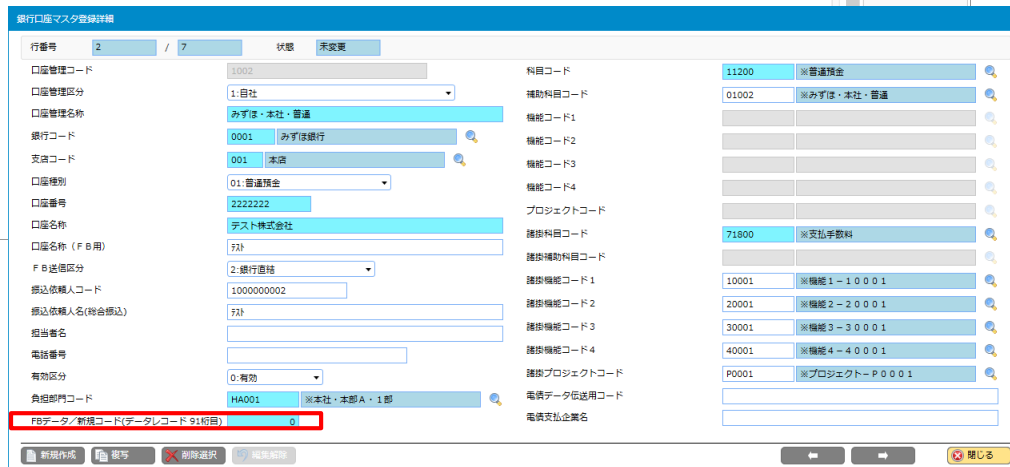 銀行口座マスタ登録詳細
行番号 2 / 7 状態 未変更
口座管理コード 1002
口座管理区分 1:自社
口座管理名称 みずほ・本社・普通
銀行コード 0001 みずほ銀行
支店コード 001 本店
口座種別 01:普通預金
口座番号 2222222
口座名称 テスト株式会社
口座名称（ＦＢ用） ﾃｽﾄ
ＦＢ送信区分 2:銀行直結
振込依頼人コード 1000000002
振込依頼人名(総合振込) ﾃｽﾄ
担当者名
電話番号
有効区分 0:有効
負担部門コード HA001 ※本社・本部Ａ・１部
FBデータ／新規コード(データレコード 91桁目) 0
科目コード 11200 ※普通預金
補助科目コード 01002 ※みずほ・本社・普通
機能コード1
機能コード2
機能コード3
機能コード4
プロジェクトコード
諸掛科目コード 71800 ※支払手数料
諸掛補助科目コード
諸掛機能コード1 10001 ※機能１－１０００１
諸掛機能コード2 20001 ※機能２－２０００１
諸掛機能コード3 30001 ※機能３－３０００１
諸掛機能コード4 40001 ※機能４－４０００１
諸掛プロジェクトコード P0001 ※プロジェクト－Ｐ０００１
電債データ伝送用コード
電債支払企業名
新規作成 複写 削除選択 編集解除 閉じる